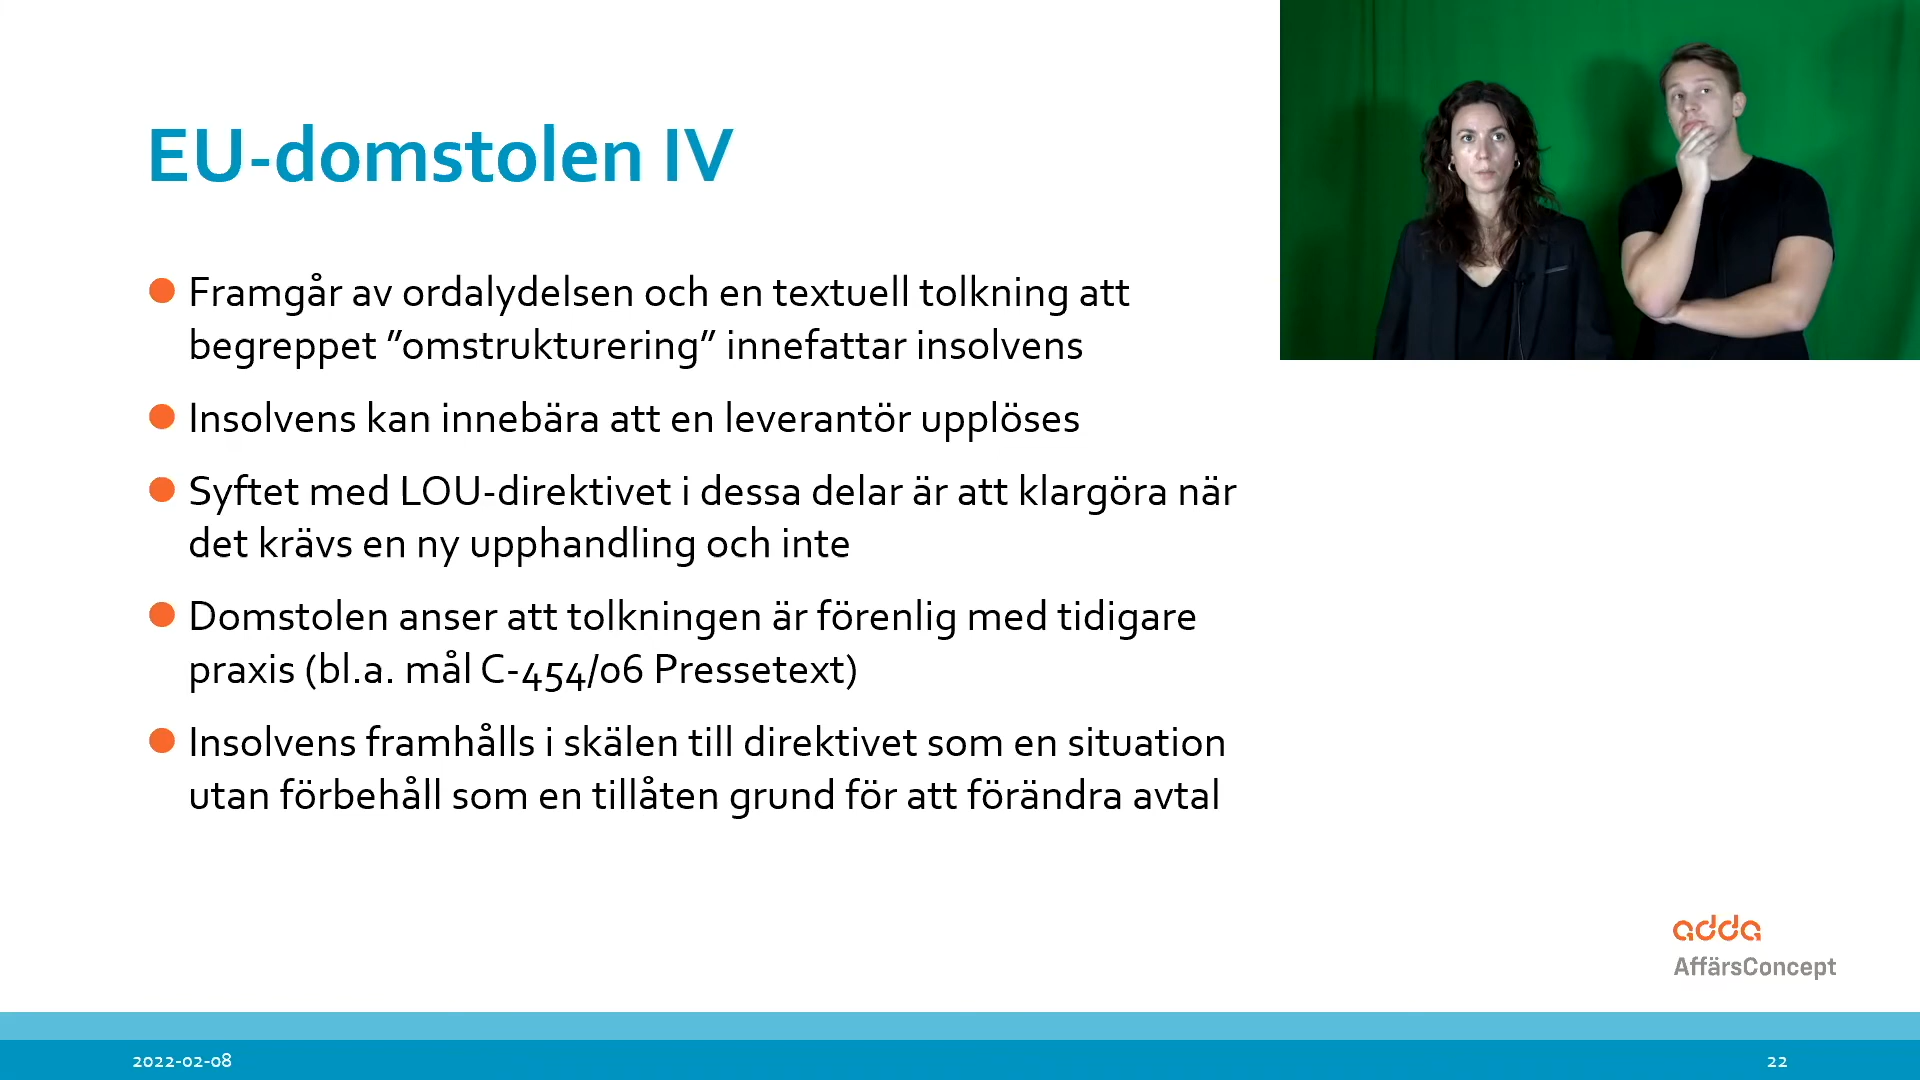 EU-domstolen IV
Framgår av ordalydelsen och en textuell tolkning att
begreppet ”omstrukturering” innefattar insolvens
Insolvens kan innebära att en leverantör upplöses
Syftet med LOU-direktivet i dessa delar är att klargöra när
det krävs en ny upphandling och inte
Domstolen anser att tolkningen är förenlig med tidigare
praxis (bl.a. mål C-454/06 Pressetext)
Insolvens framhålls i skälen till direktivet som en situation
utan förbehåll som en tillåten grund för att förändra avtal
adda
AffärsConcept
2022-02-08
22